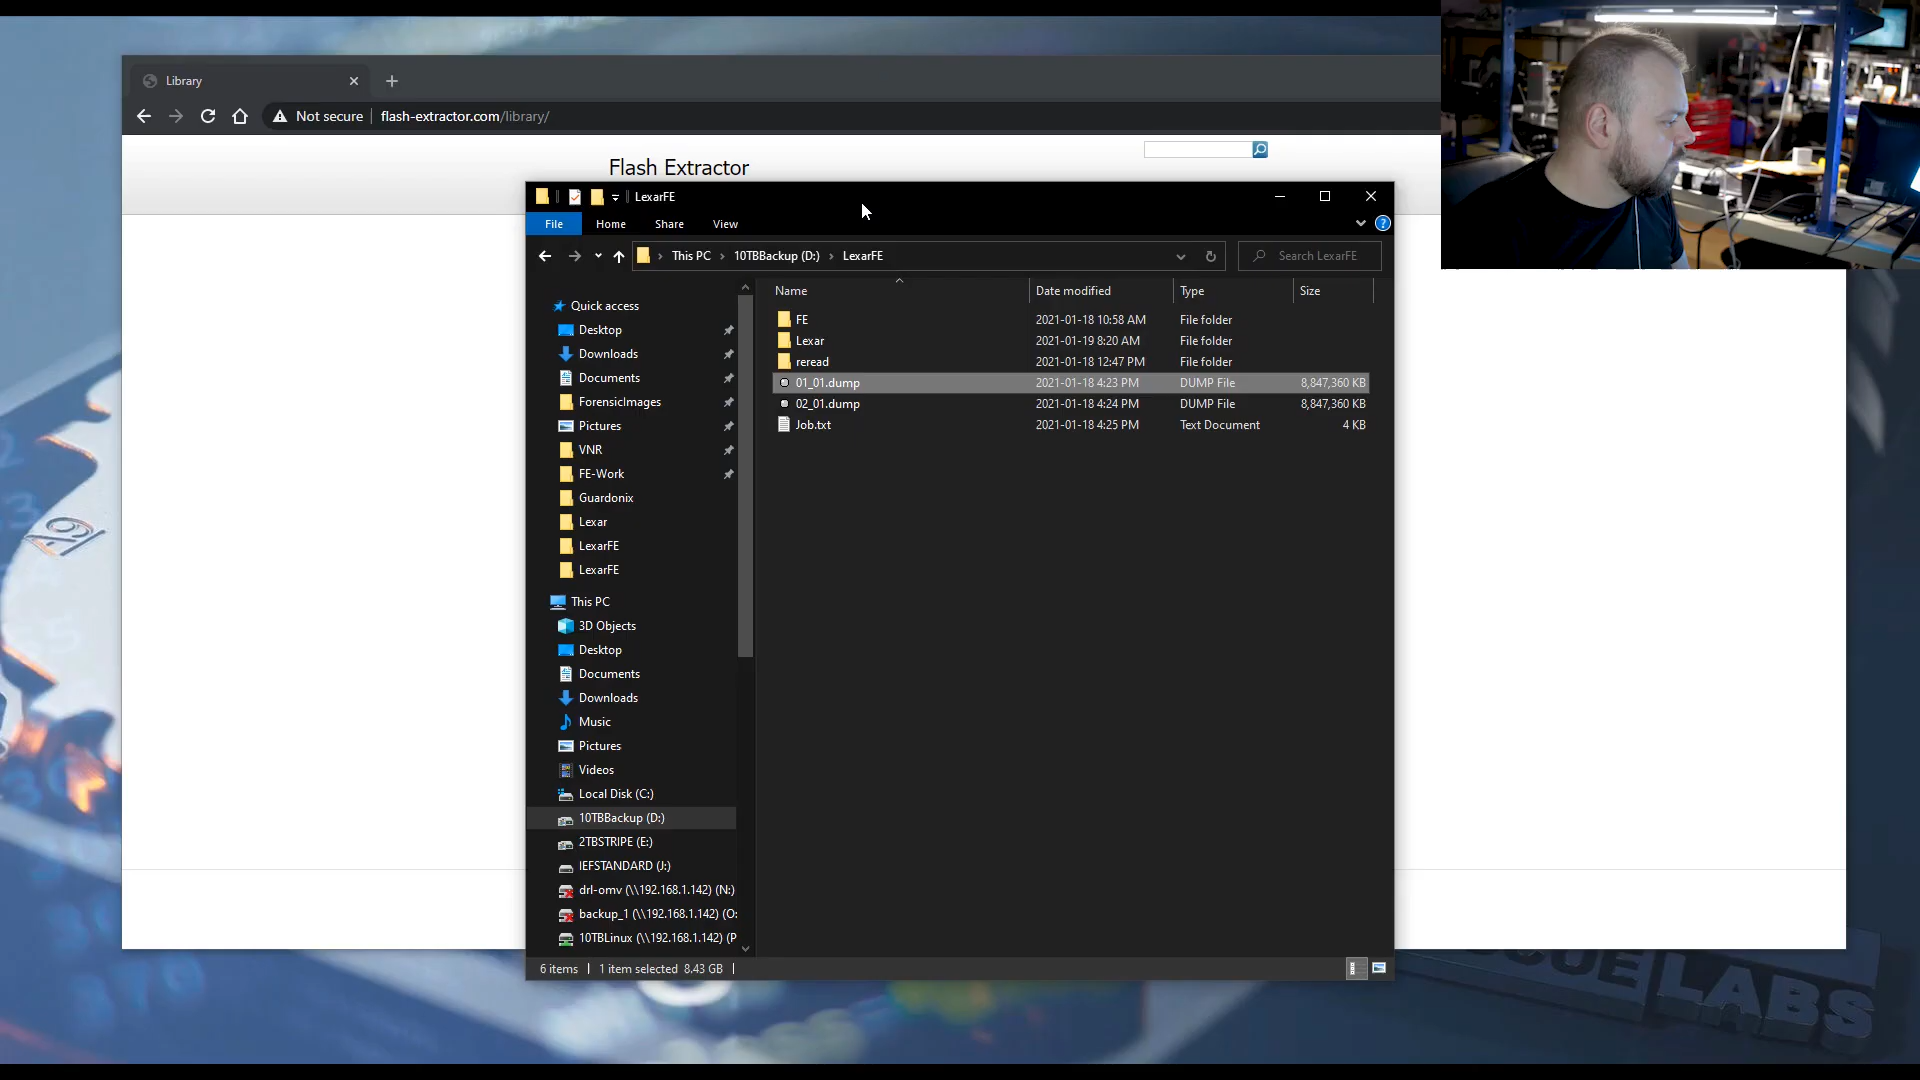 Library
Not secure
flash-extractor.com/library/
Flash Extractor
LexarFE
File
Home
Share
View
This PC
10TBBackup (D:)
LexarFE
Search LexarFE
Name
Date modified
Type
Size
FE 2021-01-18 10:58 AM File folder
Lexar 2021-01-19 8:20 AM File folder
reread 2021-01-18 12:47 PM File folder
01_01.dump 2021-01-18 4:23 PM DUMP File 8,847,360 KB
02_01.dump 2021-01-18 4:24 PM DUMP File 8,847,360 KB
Job.txt 2021-01-18 4:25 PM Text Document 4 KB
Quick access
Desktop
Downloads
Documents
ForensicImages
Pictures
VNR
FE-Work
Guardonix
Lexar
LexarFE
LexarFE
This PC
3D Objects
Desktop
Documents
Downloads
Music
Pictures
Videos
Local Disk (C:)
10TBBackup (D:)
2TBSTRIPE (E:)
IEFSTANDARD (J:)
drl-omv (\\192.168.1.142) (N:)
backup_1 (\\192.168.1.142) (O:
10TBLinux (\\192.168.1.142) (P
6 items
1 item selected 8.43 GB
LABS